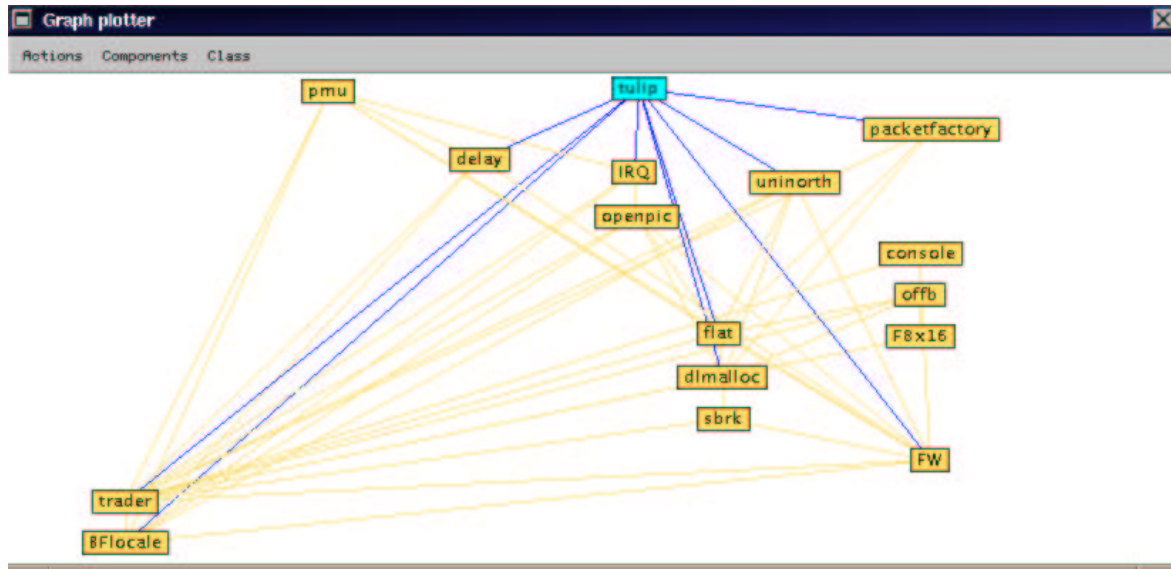 Graph plotter
Actions Components Class
pmu
tulip
packetfactory
delay
IRQ
uninorth
openpic
console
offb
flat
F8x16
dlmalloc
sbrk
FW
trader
BFlocale